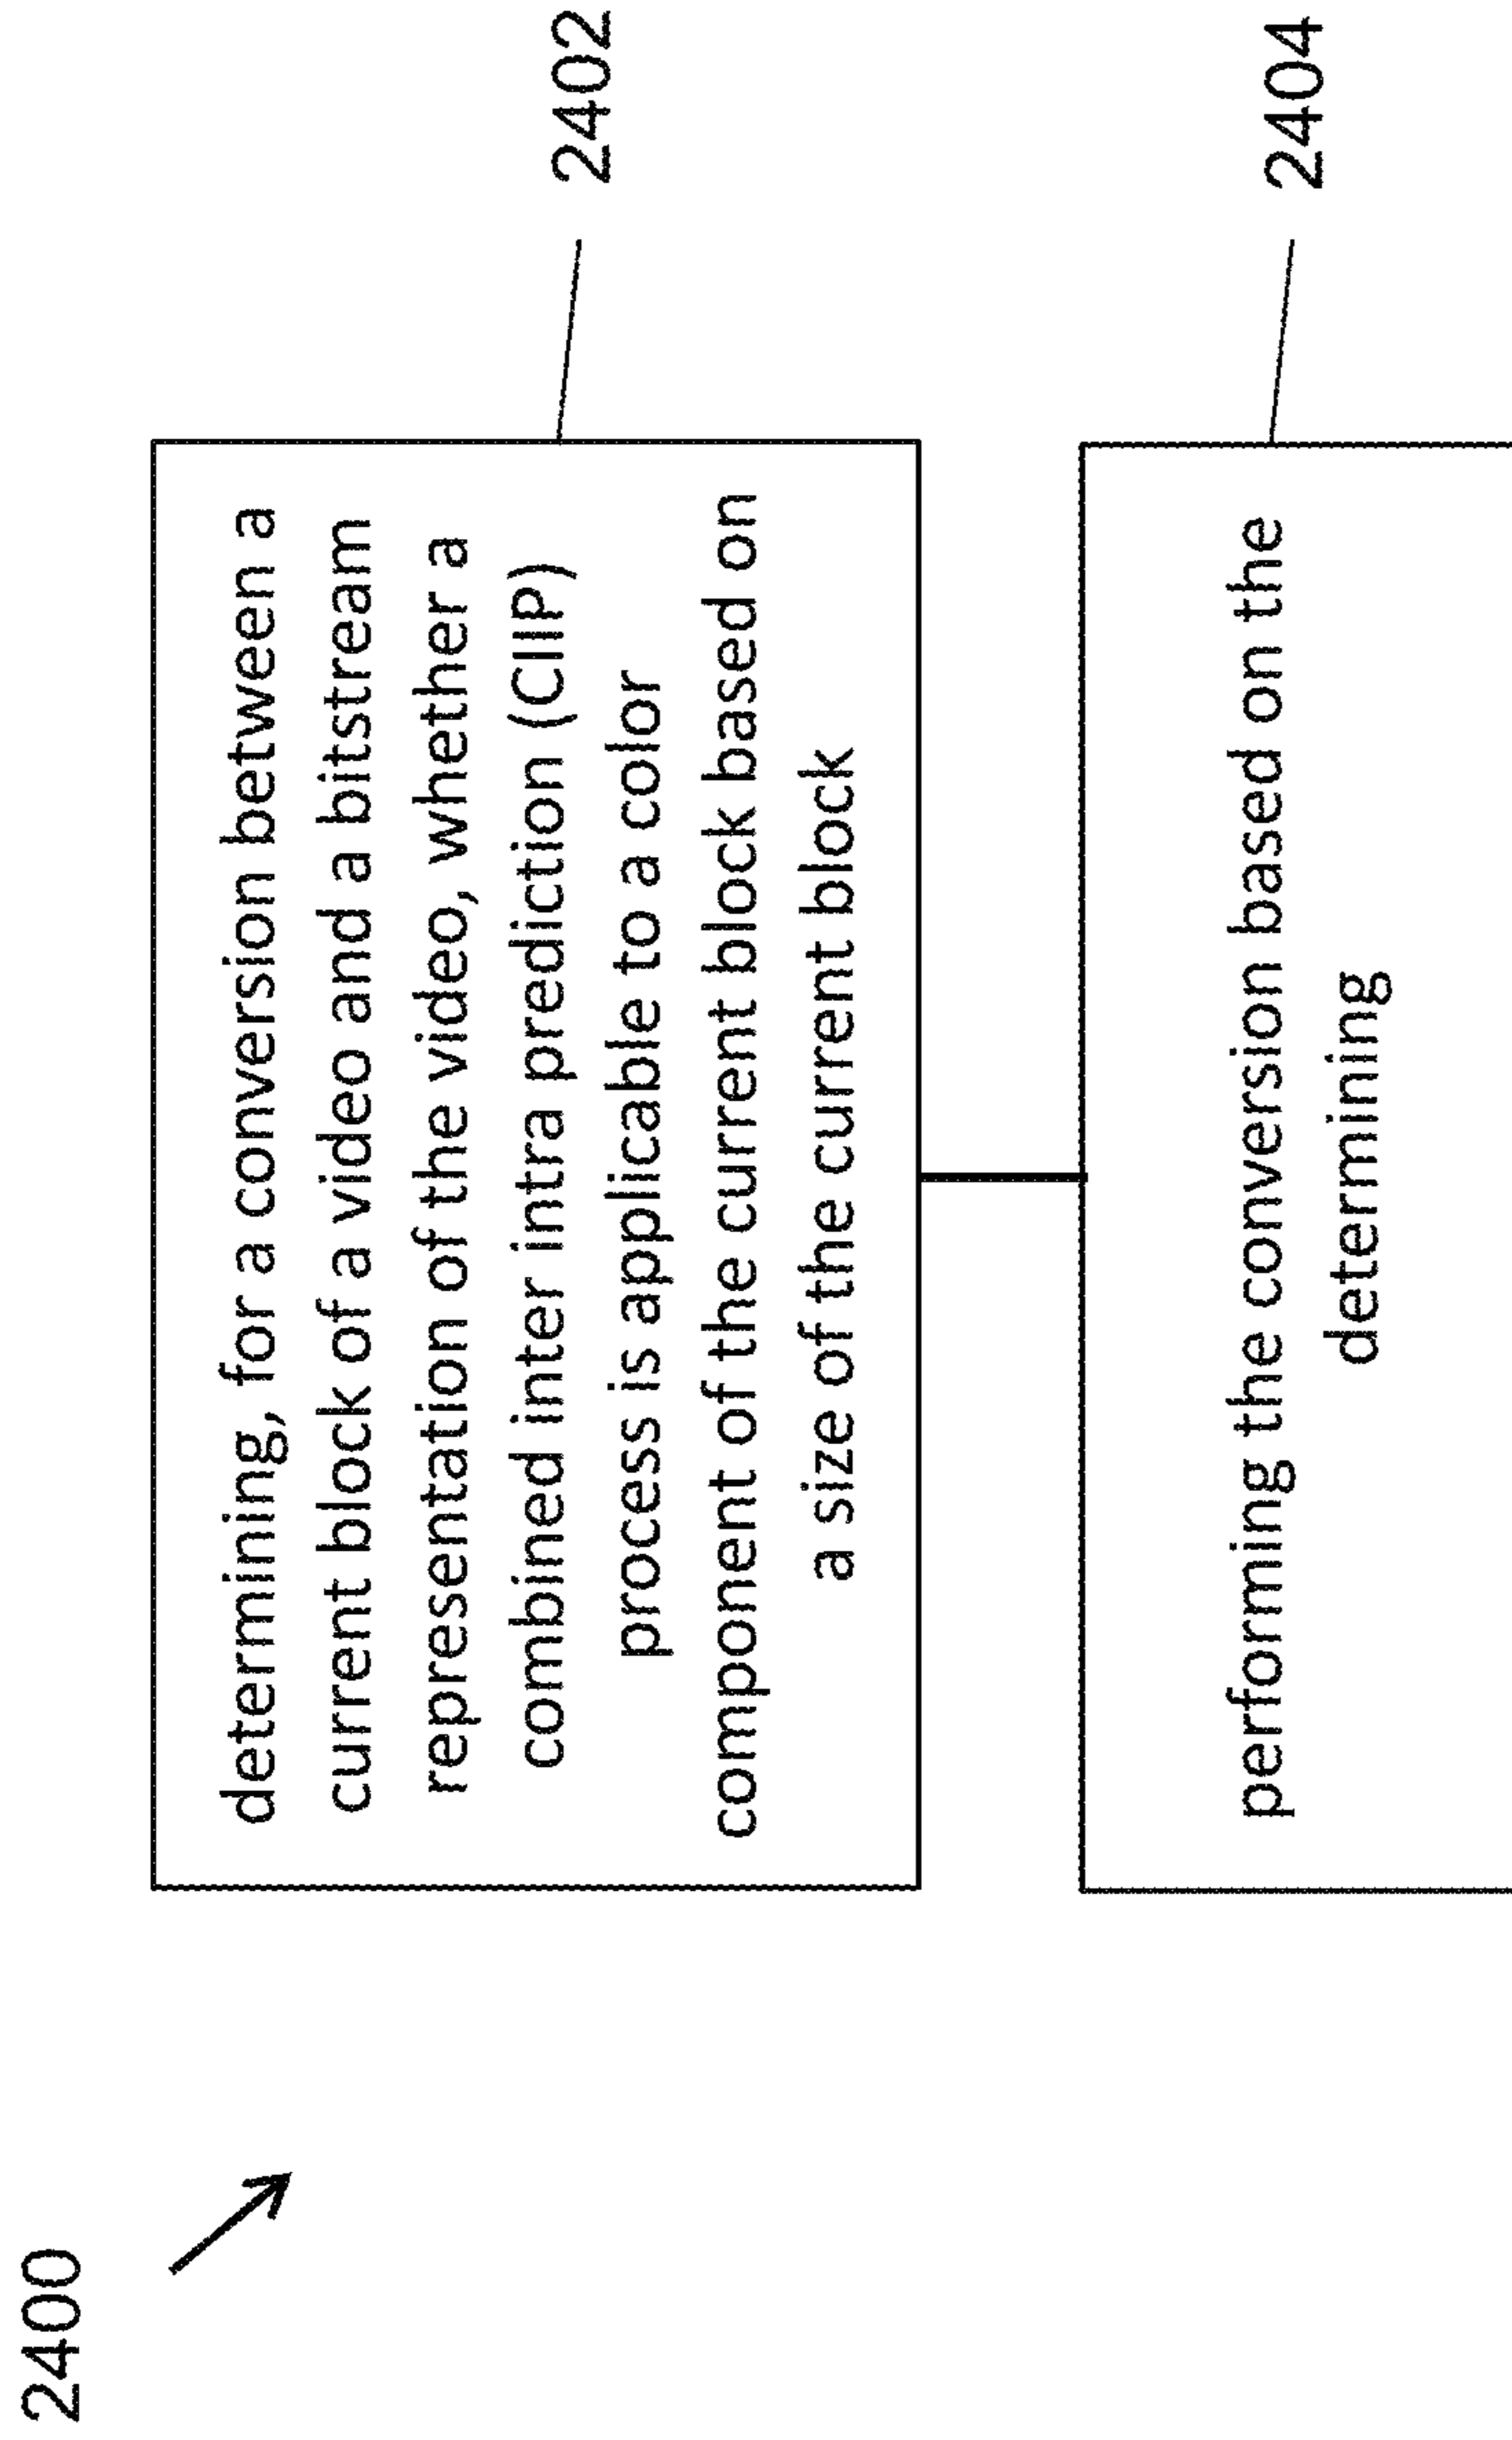 2400
determining, for a conversion between a
current block of a video and a bitstream
representation of the video, whether a
combined inter intra prediction (CIIP)
process is applicable to a color
component of the current block based on
a size of the current block
2402
performing the conversion based on the
determining
2404